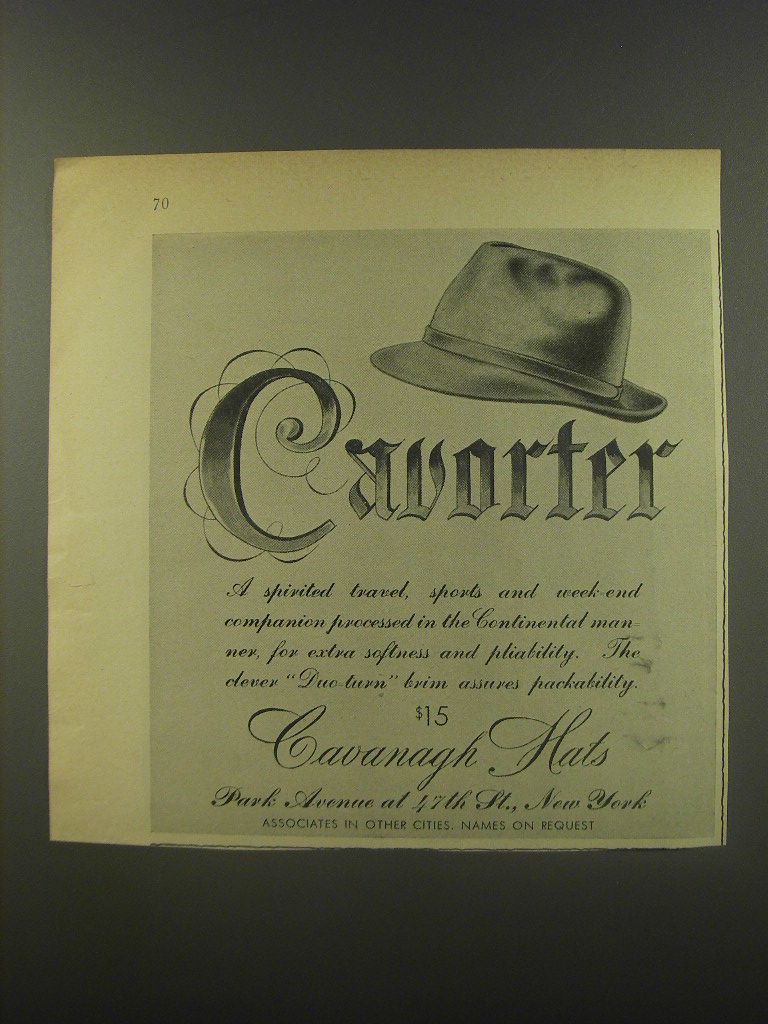 70
Cavorter
A spirited travel, sports and week-end
companion processed in the Continental man-
ner, for extra softness and pliability. The
clever "Duo-turn" brim assures packability.
$15
Cavanagh Hats
Park Avenue at 47th St., New York
ASSOCIATES IN OTHER CITIES. NAMES ON REQUEST